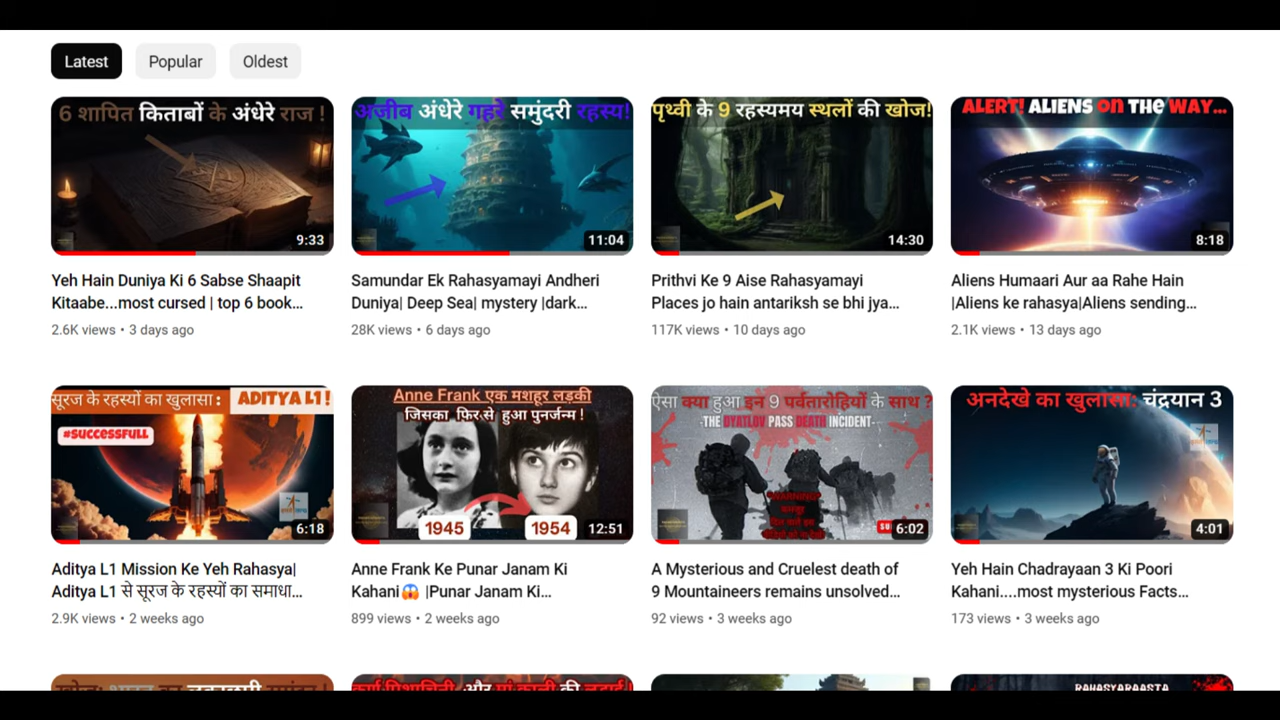 Latest
Popular
Oldest
6 शापित किताबों के अंधेरे राज !
9:33
Yeh Hain Duniya Ki 6 Sabse Shaapit
Kitaabe...most cursed | top 6 book...
2.6K views • 3 days ago
अजीब अंधेरे गहरे समुंदरी रहस्य!
11:04
Samundar Ek Rahasyamayi Andheri
Duniya| Deep Sea| mystery |dark...
28K views • 6 days ago
पृथ्वी के 9 रहस्यमय स्थलों की खोज!
14:30
Prithvi Ke 9 Aise Rahasyamayi
Places jo hain antariksh se bhi jya...
117K views • 10 days ago
ALERT! ALIENS On THE WAY...
8:18
Aliens Humaari Aur aa Rahe Hain
|Aliens ke rahasya|Aliens sending...
2.1K views • 13 days ago
सूरज के रहस्यों का खुलासा : ADITYA L1 !
#SUCCESSFULL
6:18
Aditya L1 Mission Ke Yeh Rahasya|
Aditya L1 से सूरज के रहस्यों का समाधा...
2.9K views • 2 weeks ago
Anne Frank एक मशहूर लड़की
जिसका फिर से हुआ पुनर्जन्म !
1945
1954
12:51
Anne Frank Ke Punar Janam Ki
Kahani😱 |Punar Janam Ki...
899 views • 2 weeks ago
ऐसा क्या हुआ इन 9 पर्वतारोहियों के साथ ?
-THE DYATLOV PASS DEATH INCIDENT-
WARNING!
6:02
A Mysterious and Cruelest death of
9 Mountaineers remains unsolved...
92 views • 3 weeks ago
अनदेखे का खुलासा: चंद्रयान 3
4:01
Yeh Hain Chadrayaan 3 Ki Poori
Kahani....most mysterious Facts...
173 views • 3 weeks ago
RAHASYARAASTA